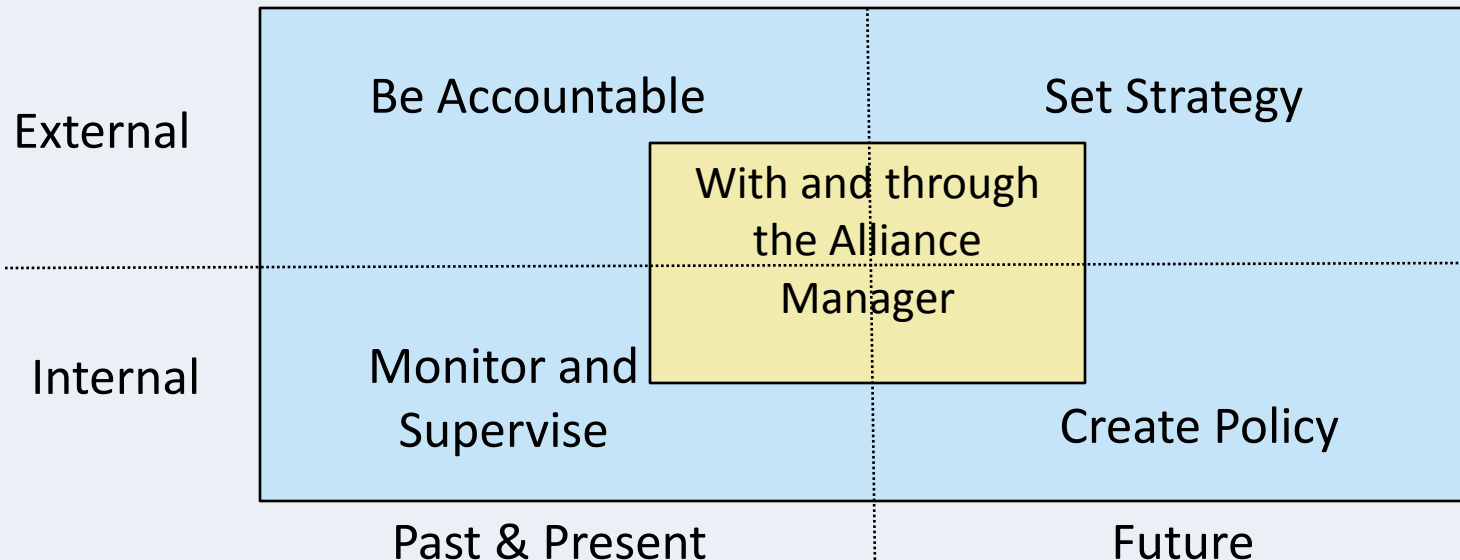 Be Accountable
Set Strategy
External
With and through
the Alliance
Manager
Internal
Monitor and
Supervise
Create Policy
Past & Present
Future